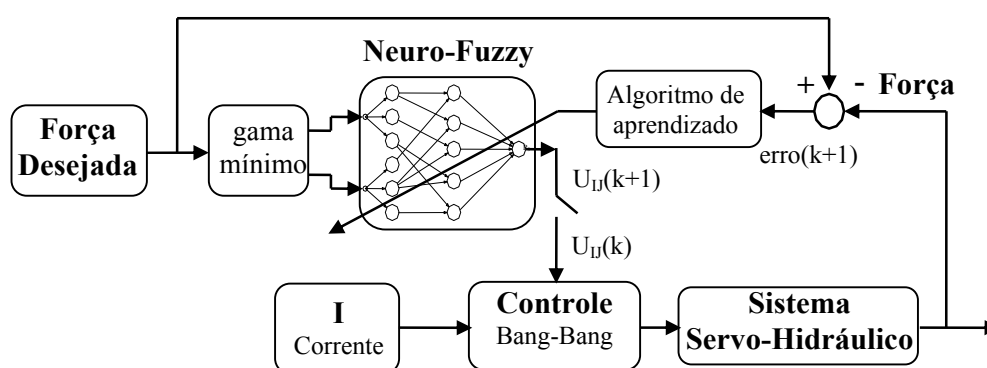 Neuro-Fuzzy
Força
Desejada
gama
mínimo
Algoritmo de
aprendizado
+
-
Força
erro(k+1)
U_IJ(k+1)
U_IJ(k)
I
Corrente
Controle
Bang-Bang
Sistema
Servo-Hidráulico